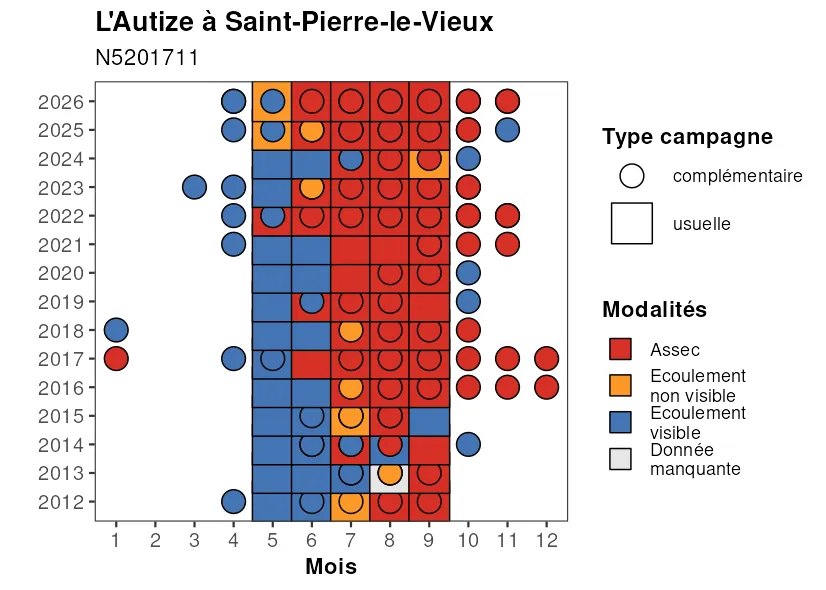 L'Autize à Saint-Pierre-le-Vieux
N5201711
2026
2025
2024
2023
2022
2021
2020
2019
2018
2017
2016
2015
2014
2013
2012
1 2 3 4 5 6 7 8 9 10 11 12
Mois
Type campagne
complémentaire
usuelle
Modalités
Assec
Ecoulement
non visible
Ecoulement
visible
Donnée
manquante